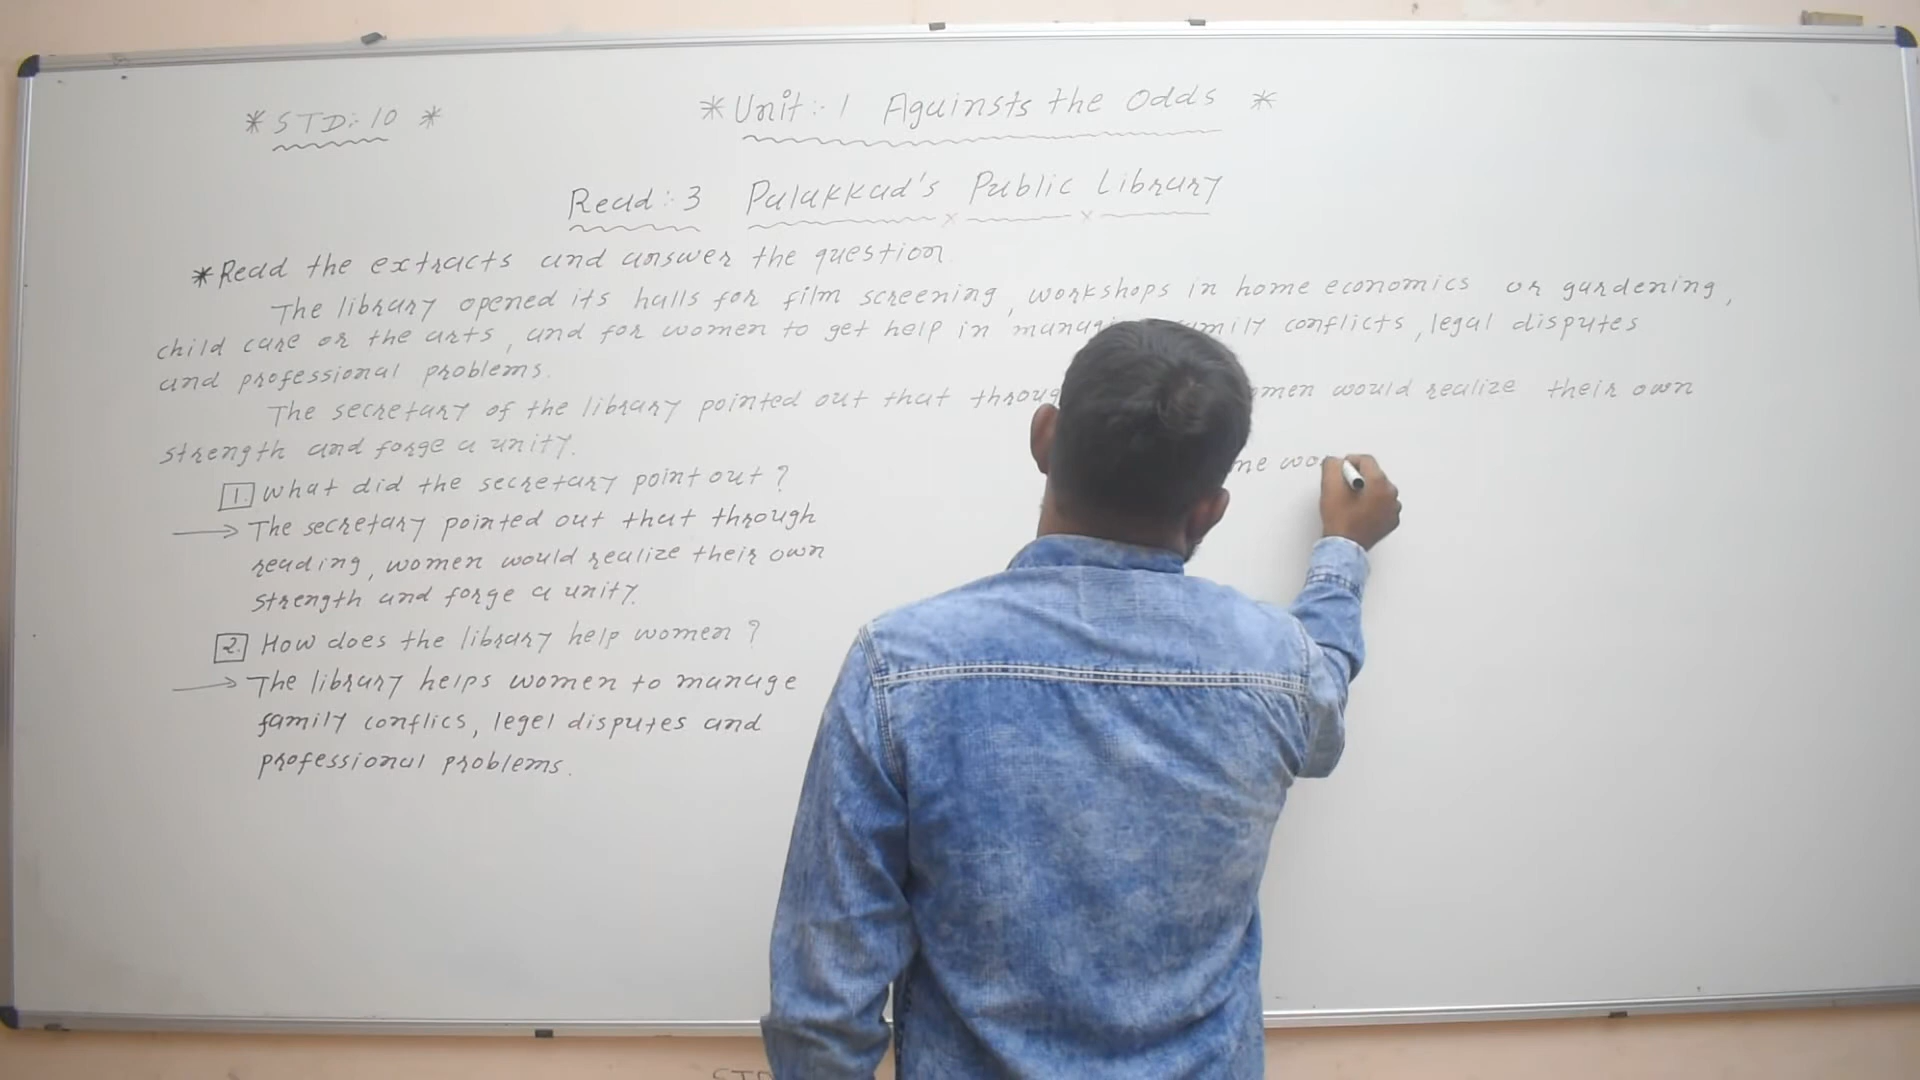 * STD:- 10 *
* Unit:- 1 Againsts the Odds *
Read :- 3 Palakkad's Public Library
* Read the extracts and answer the question.
The library opened its halls for film screening, workshops in home economics or gardening,
child care or the arts, and for women to get help in family conflicts, legal disputes
and professional problems.
The secretary of the library pointed out that would realize their own
strength and forge a unity.
1. What did the secretary point out ?
→ The secretary pointed out that through
reading, women would realize their own
strength and forge a unity.
2. How does the library help women ?
→ The library helps women to manage
family conflics, legel disputes and
professional problems.
STD